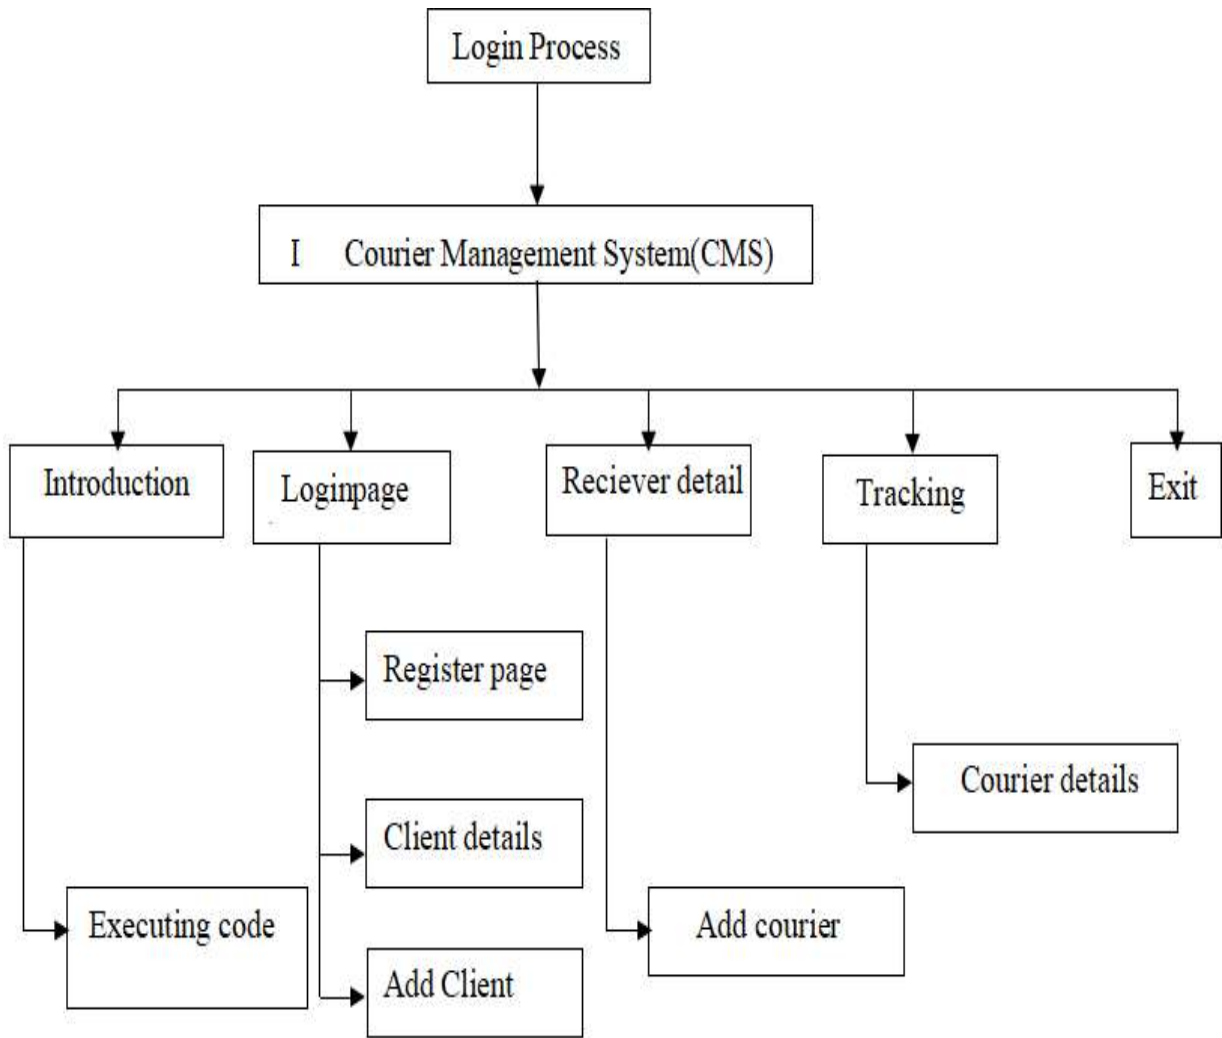 Login Process
I Courier Management System(CMS)
Introduction
Loginpage
Reciever detail
Tracking
Exit
Register page
Courier details
Client details
Executing code
Add courier
Add Client